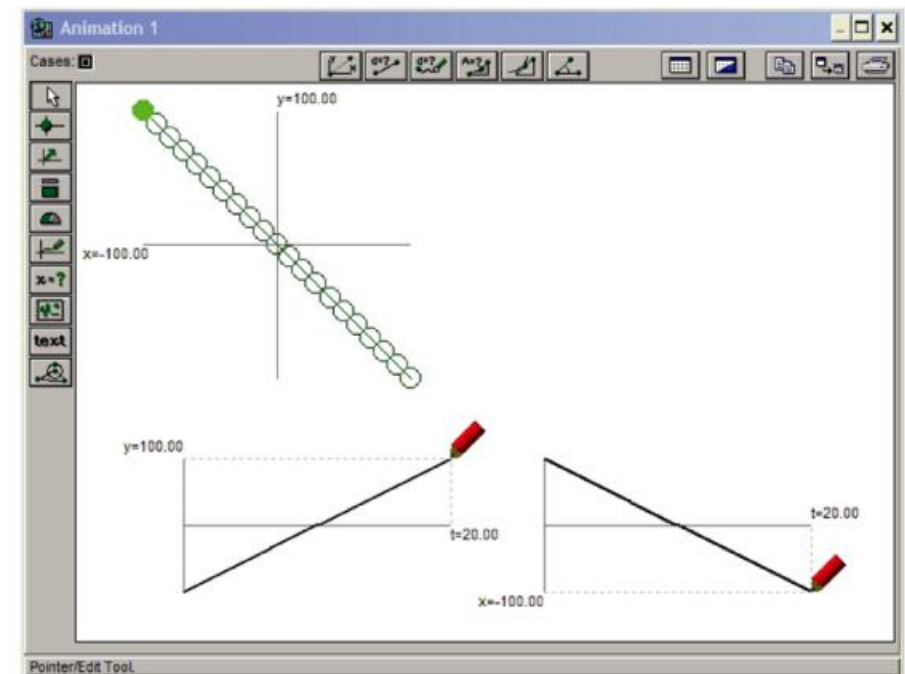 Animation 1
Cases:
x=?
text
y=100.00
x=-100.00
y=100.00
t=20.00
t=20.00
x=-100.00
Pointer/Edit Tool.